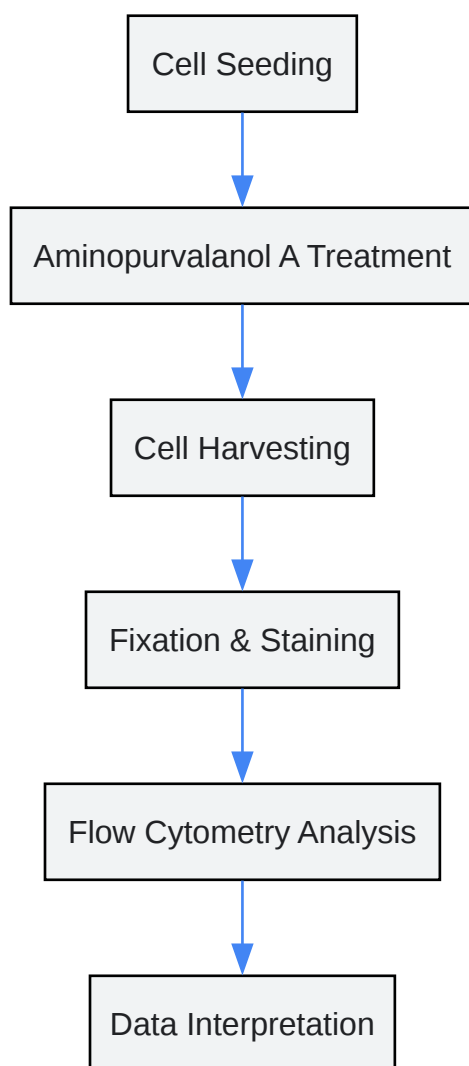 Cell Seeding
Aminopurvalanol A Treatment
Cell Harvesting
Fixation & Staining
Flow Cytometry Analysis
Data Interpretation